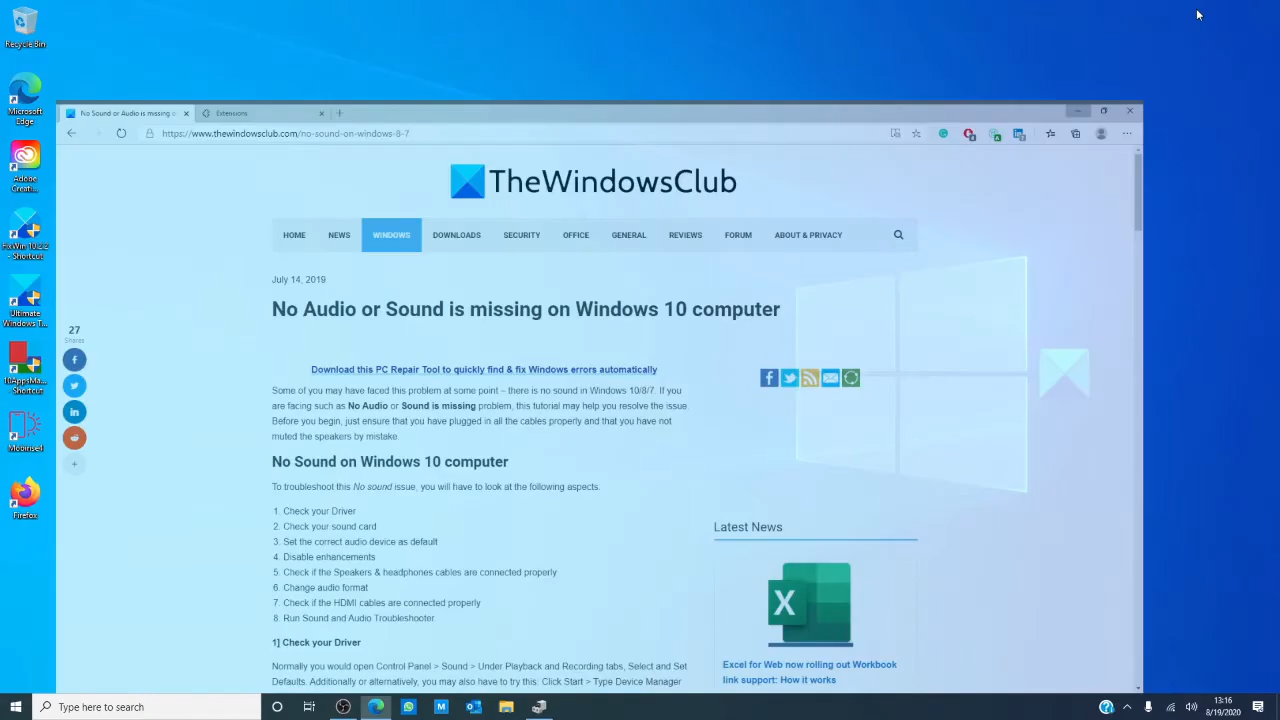 Recycle Bin
Microsoft
Edge
Adobe
Creati...
FixWin 10.2.2
- Shortcut
Ultimate
Windows T...
10AppsMa...
- Shortcut
Mobirise4
Firefox
No Sound or Audio is missing o
Extensions
https://www.thewindowsclub.com/no-sound-on-windows-8-7
TheWindowsClub
HOME NEWS WINDOWS DOWNLOADS SECURITY OFFICE GENERAL REVIEWS FORUM ABOUT & PRIVACY
July 14, 2019
No Audio or Sound is missing on Windows 10 computer
27
Shares
Download this PC Repair Tool to quickly find & fix Windows errors automatically
Some of you may have faced this problem at some point – there is no sound in Windows 10/8/7. If you
are facing such as No Audio or Sound is missing problem, this tutorial may help you resolve the issue.
Before you begin, just ensure that you have plugged in all the cables properly and that you have not
muted the speakers by mistake.
No Sound on Windows 10 computer
To troubleshoot this No sound issue, you will have to look at the following aspects:
1. Check your Driver
2. Check your sound card
3. Set the correct audio device as default
4. Disable enhancements
5. Check if the Speakers & headphones cables are connected properly
6. Change audio format
7. Check if the HDMI cables are connected properly
8. Run Sound and Audio Troubleshooter.
1] Check your Driver
Normally you would open Control Panel > Sound > Under Playback and Recording tabs, Select and Set
Defaults. Additionally or alternatively, you may also have to try this: Click Start > Type Device Manager
Latest News
Excel for Web now rolling out Workbook
link support: How it works
Type here to search
13:16
8/19/2020